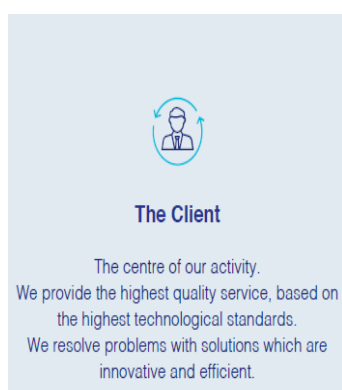 The Client
The centre of our activity.
We provide the highest quality service, based on
the highest technological standards.
We resolve problems with solutions which are
innovative and efficient.